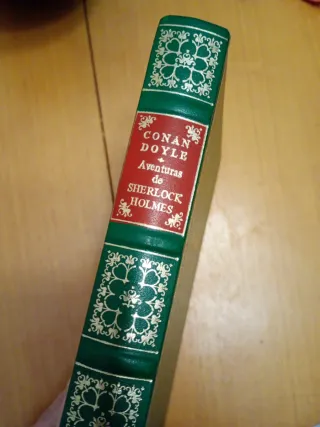 CONAN
DOYLE
Aventuras
de
SHERLOCK
HOLMES